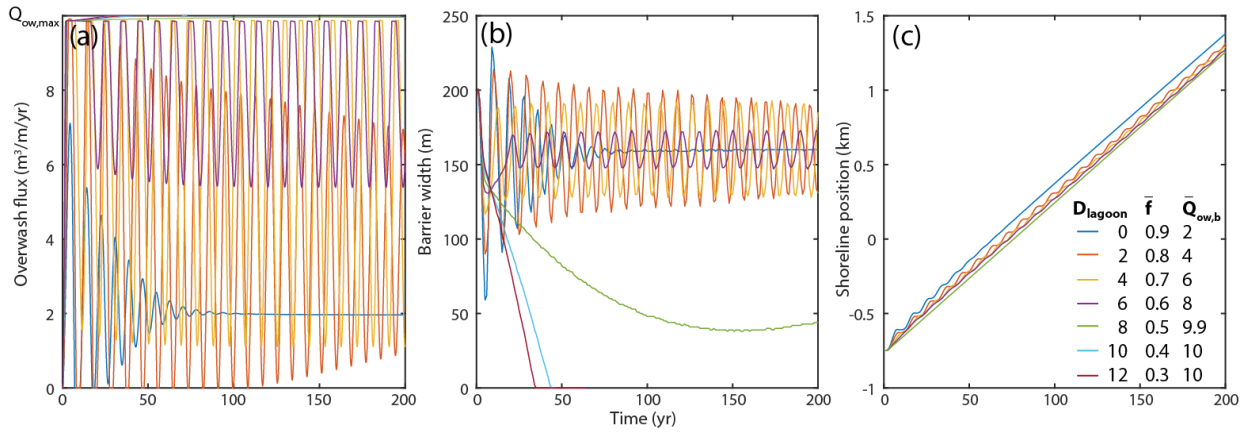 Q_ow,max
(a)
Overwash flux (m³/m/yr)
8
6
4
2
0
0 50 100 150 200
(b)
Barrier width (m)
250
200
150
100
50
0
0 50 100 150 200
Time (yr)
(c)
Shoreline position (km)
1.5
1
0.5
0
-0.5
-1
0 50 100 150 200
D_lagoon f̄ Q̄_ow,b
0 0.9 2
2 0.8 4
4 0.7 6
6 0.6 8
8 0.5 9.9
10 0.4 10
12 0.3 10